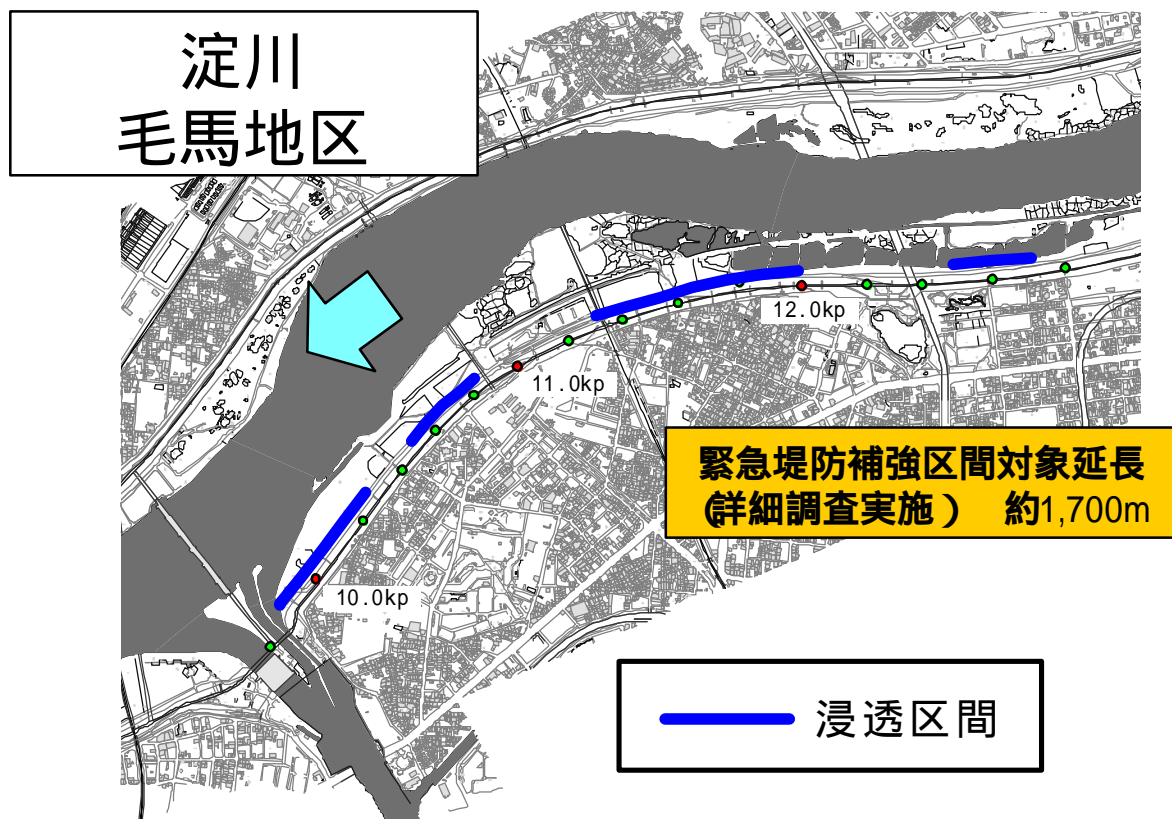 淀川
毛馬地区
12.0kp
11.0kp
緊急堤防補強区間対象延長
(詳細調査実施） 約1,700m
10.0kp
浸透区間